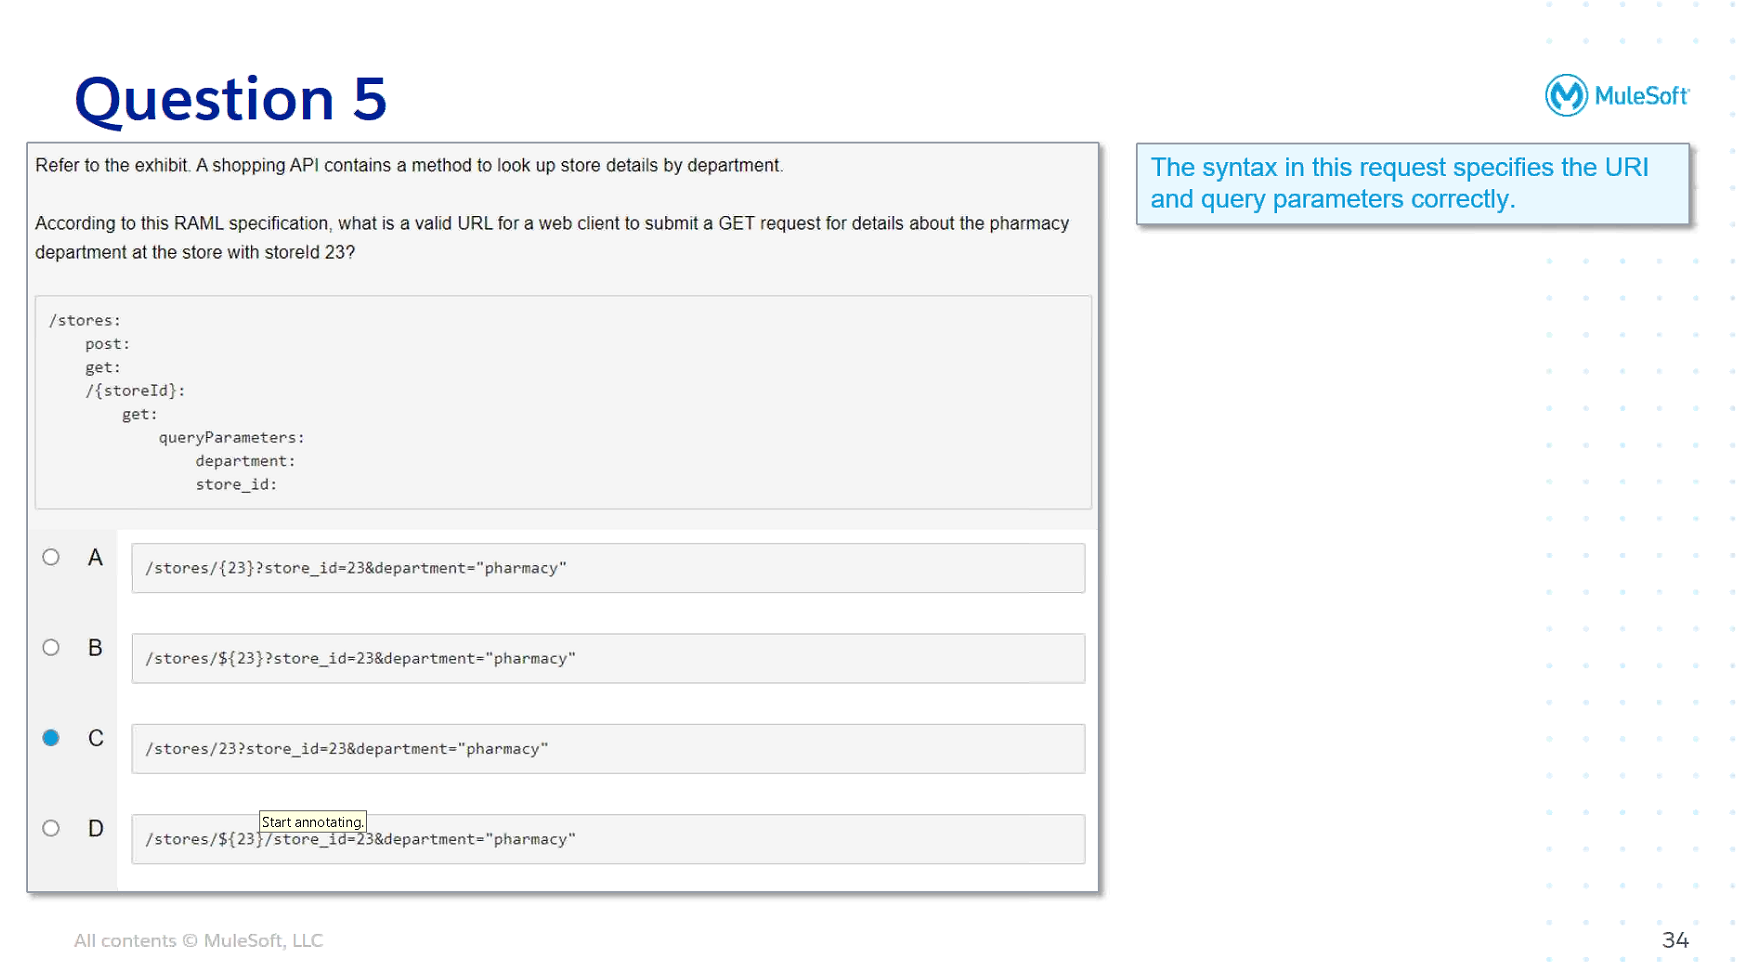 Question 5
MuleSoft
Refer to the exhibit. A shopping API contains a method to look up store details by department.
According to this RAML specification, what is a valid URL for a web client to submit a GET request for details about the pharmacy
department at the store with storeId 23?
/stores:
post:
get:
/{storeId}:
get:
queryParameters:
department:
store_id:
A
/stores/{23}?store_id=23&department="pharmacy"
B
/stores/${23}?store_id=23&department="pharmacy"
C
/stores/23?store_id=23&department="pharmacy"
Start annotating.
D
/stores/${23}/store_id=23&department="pharmacy"
The syntax in this request specifies the URI
and query parameters correctly.
All contents © MuleSoft, LLC
34